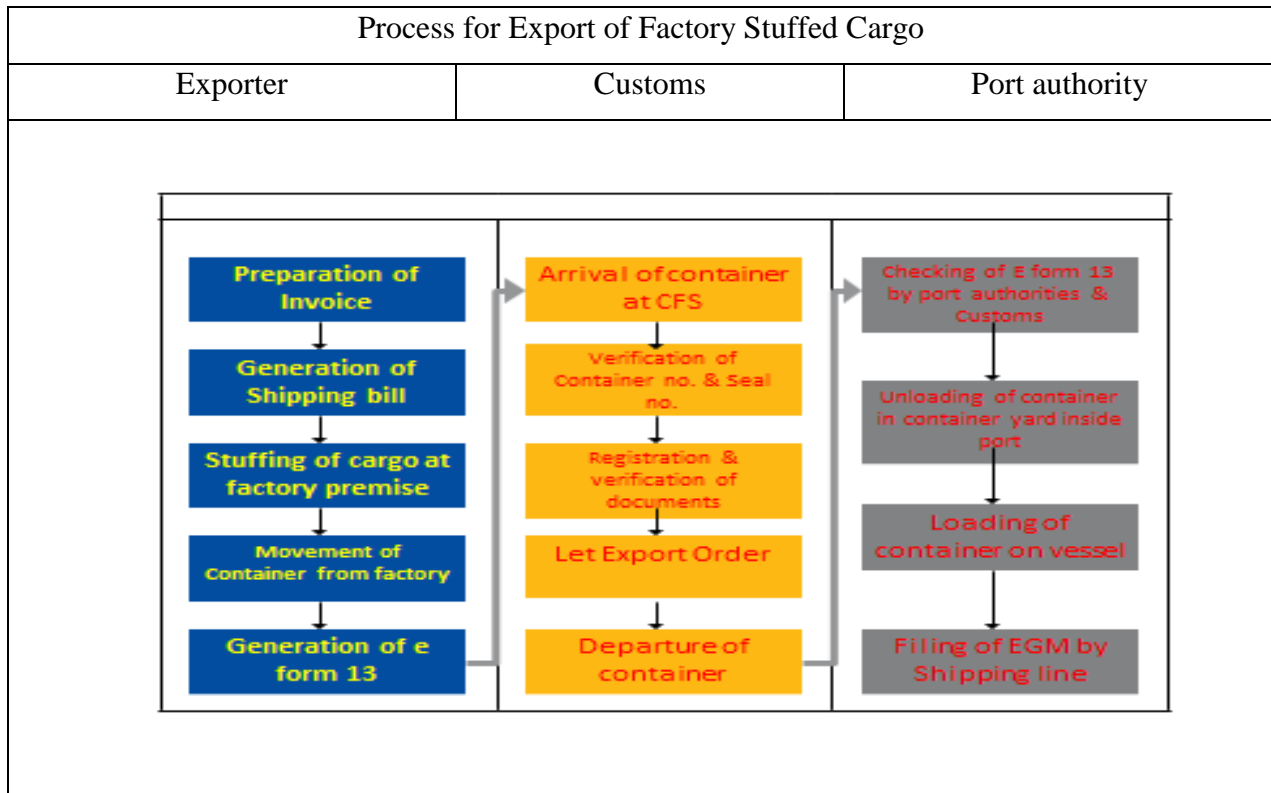 Process for Export of Factory Stuffed Cargo
Exporter
Customs
Port authority
Preparation of
Invoice
Generation of
Shipping bill
Stuffing of cargo at
factory premise
Movement of
Container from factory
Generation of e
form 13
Arrival of container
at CFS
Verification of
Container no. & Seal
no.
Registration &
verification of
documents
Let Export Order
Departure of
container
Checking of E form 13
by port authorities &
Customs
Unloading of container
in container yard inside
port
Loading of
container on vessel
Filing of EGM by
Shipping line